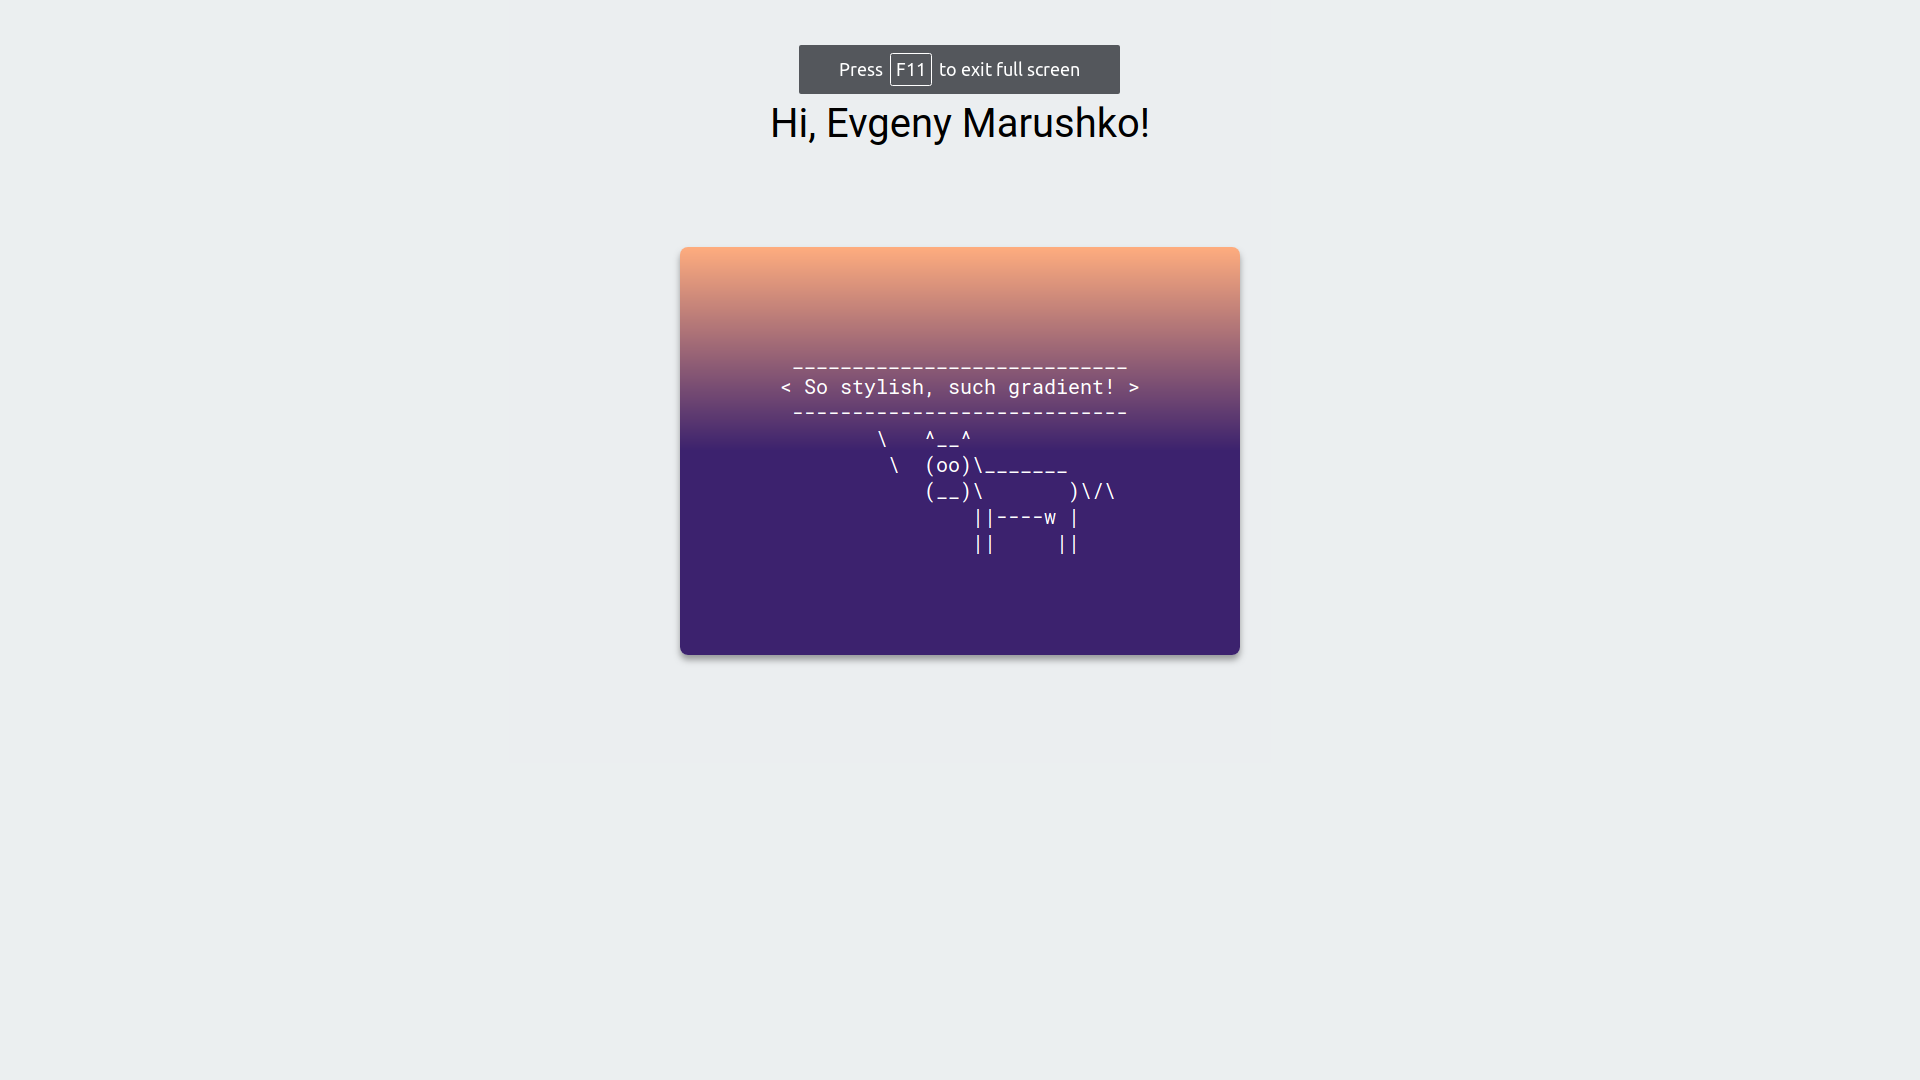 Press F11 to exit full screen
Hi, Evgeny Marushko!
 ____________________________
< So stylish, such gradient! >
 ----------------------------
        \   ^__^
         \  (oo)\_______
            (__)\       )\/\
                ||----w |
                ||     ||